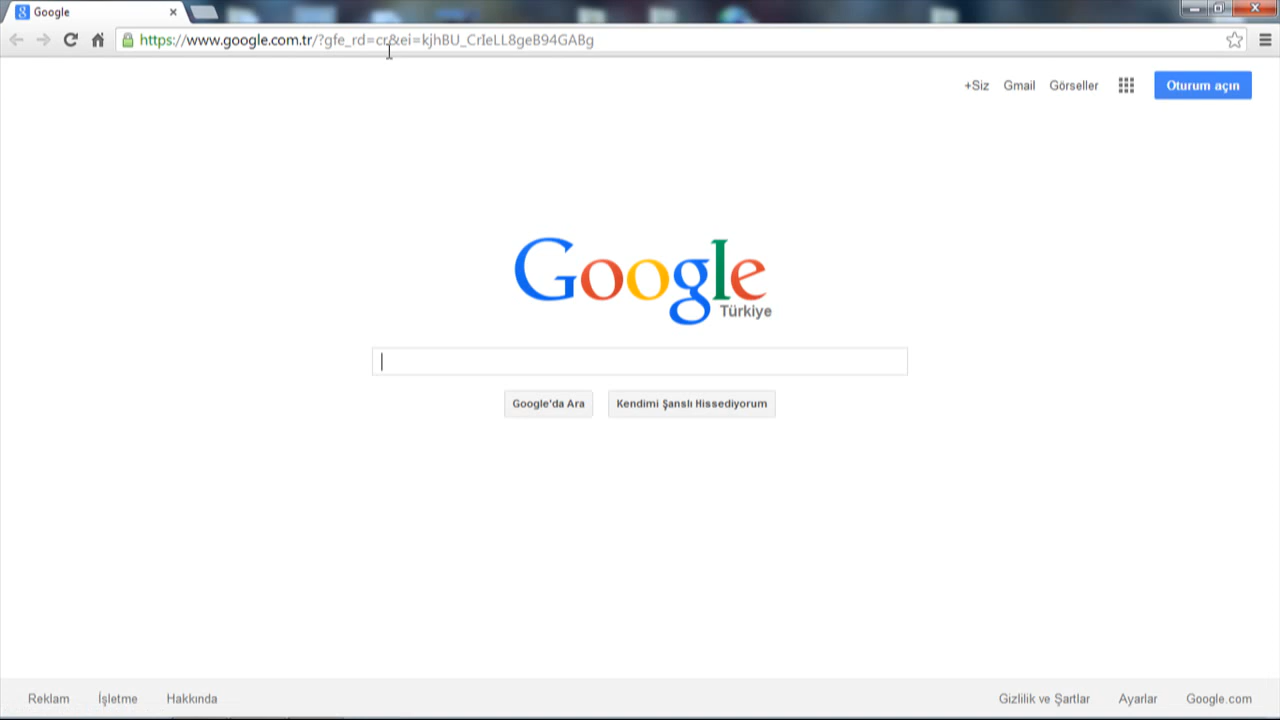 Google
https://www.google.com.tr/?gfe_rd=cr&ei=kjhBU_CrIeLL8geB94GABg
+Siz Gmail Görseller Oturum açın
Google
Türkiye
Google'da Ara Kendimi Şanslı Hissediyorum
Reklam İşletme Hakkında Gizlilik ve Şartlar Ayarlar Google.com